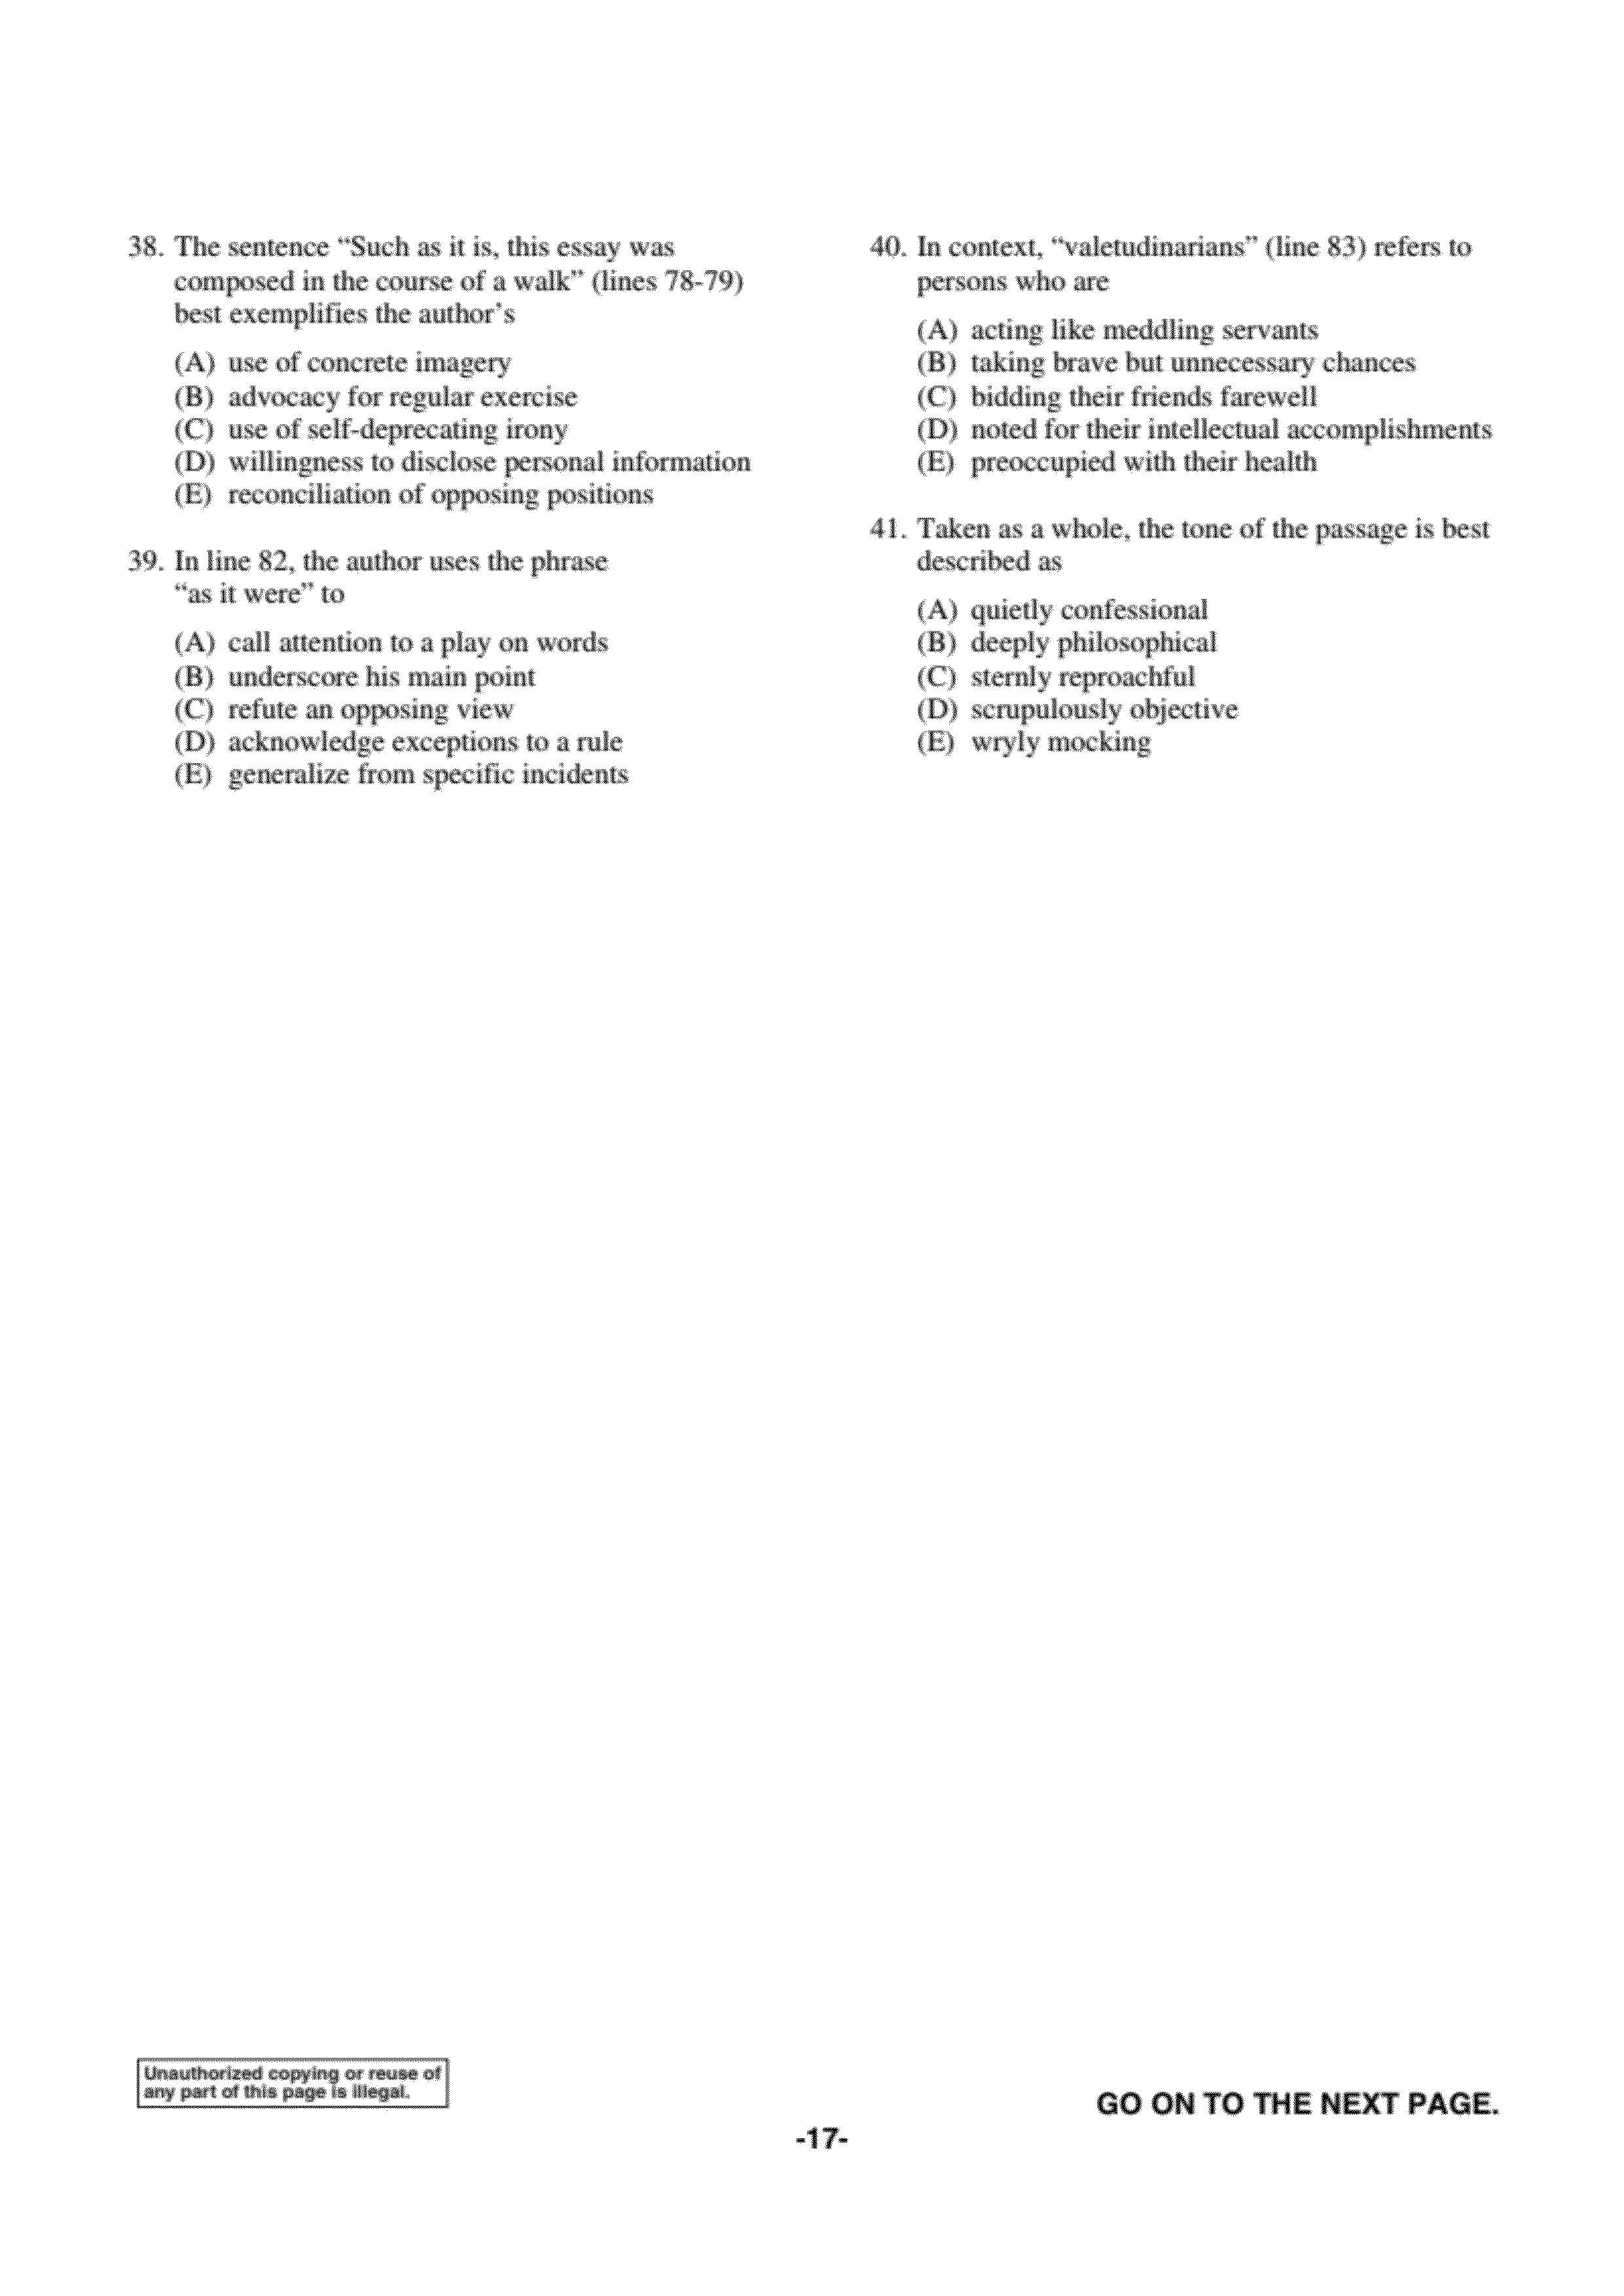 38. The sentence “Such as it is, this essay was
composed in the course of a walk” (lines 78-79)
best exemplifies the author’s
(A) use of concrete imagery
(B) advocacy for regular exercise
(C) use of self-deprecating irony
(D) willingness to disclose personal information
(E) reconciliation of opposing positions
39. In line 82, the author uses the phrase
“as it were” to
(A) call attention to a play on words
(B) underscore his main point
(C) refute an opposing view
(D) acknowledge exceptions to a rule
(E) generalize from specific incidents
40. In context, “valetudinarians” (line 83) refers to
persons who are
(A) acting like meddling servants
(B) taking brave but unnecessary chances
(C) bidding their friends farewell
(D) noted for their intellectual accomplishments
(E) preoccupied with their health
41. Taken as a whole, the tone of the passage is best
described as
(A) quietly confessional
(B) deeply philosophical
(C) sternly reproachful
(D) scrupulously objective
(E) wryly mocking
Unauthorized copying or reuse of
any part of this page is illegal.
GO ON TO THE NEXT PAGE.
-17-